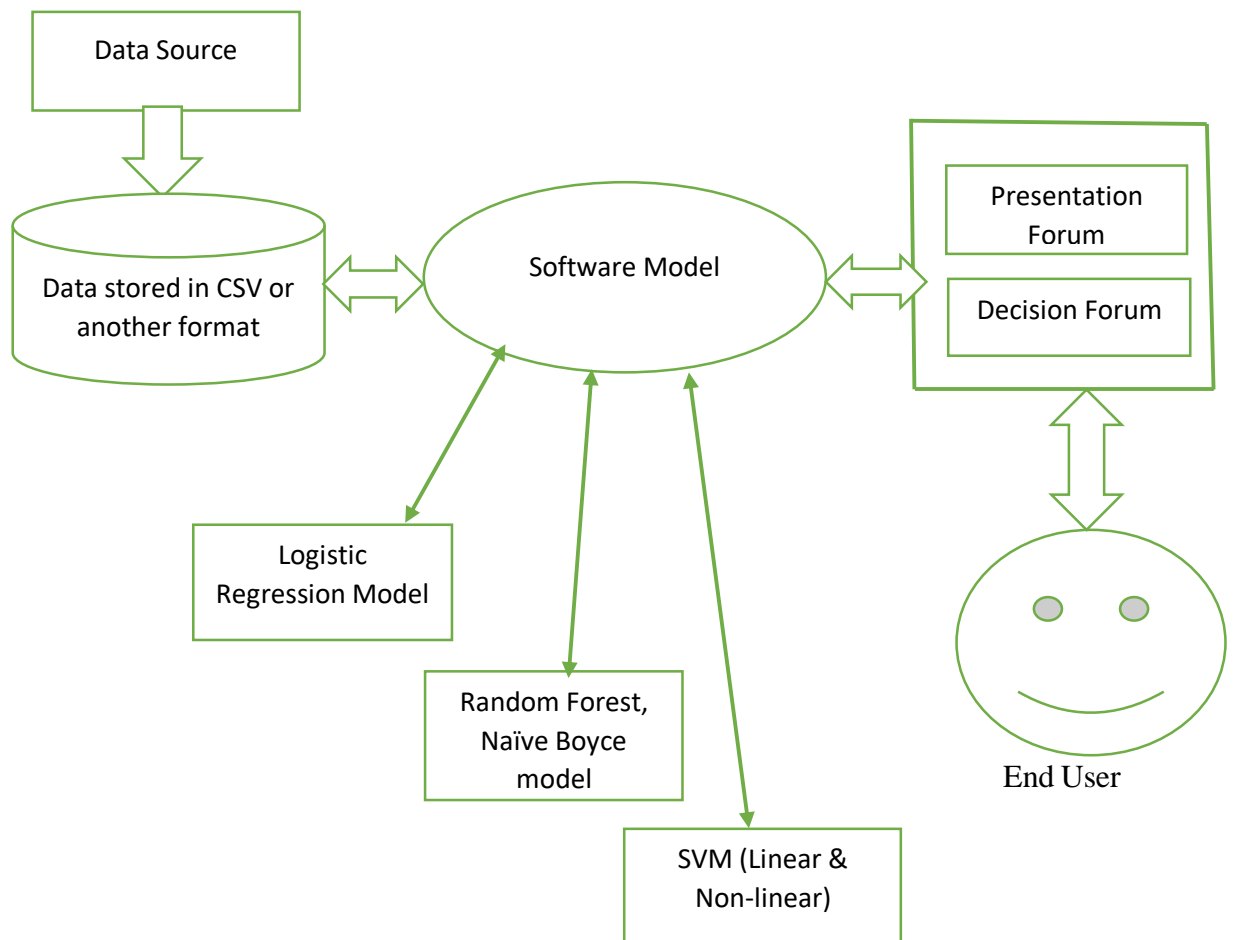 Data Source
Data stored in CSV or
another format
Software Model
Presentation
Forum
Decision Forum
Logistic
Regression Model
Random Forest,
Naïve Boyce
model
SVM (Linear &
Non-linear)
End User